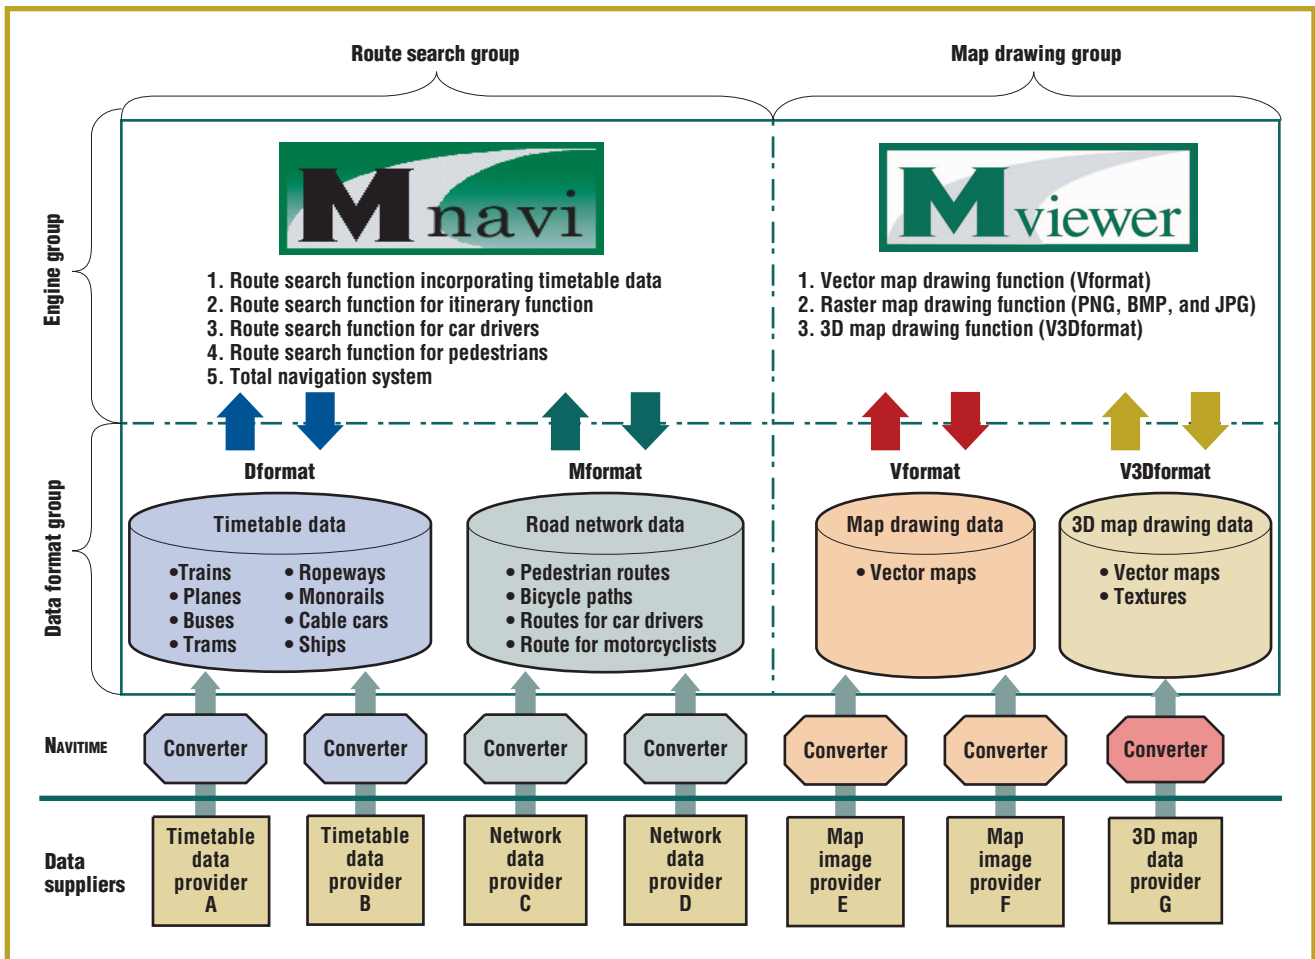 Route search group
Map drawing group
Engine group
M navi
M viewer
1. Route search function incorporating timetable data
2. Route search function for itinerary function
3. Route search function for car drivers
4. Route search function for pedestrians
5. Total navigation system
1. Vector map drawing function (Vformat)
2. Raster map drawing function (PNG, BMP, and JPG)
3. 3D map drawing function (V3Dformat)
Data format group
Dformat
Mformat
Vformat
V3Dformat
Timetable data
•Trains
• Planes
• Buses
• Trams
• Ropeways
• Monorails
• Cable cars
• Ships
Road network data
• Pedestrian routes
• Bicycle paths
• Routes for car drivers
• Route for motorcyclists
Map drawing data
• Vector maps
3D map drawing data
• Vector maps
• Textures
NAVITIME
Converter
Converter
Converter
Converter
Converter
Converter
Converter
Data
suppliers
Timetable
data
provider
A
Timetable
data
provider
B
Network
data
provider
C
Network
data
provider
D
Map
image
provider
E
Map
image
provider
F
3D map
data
provider
G